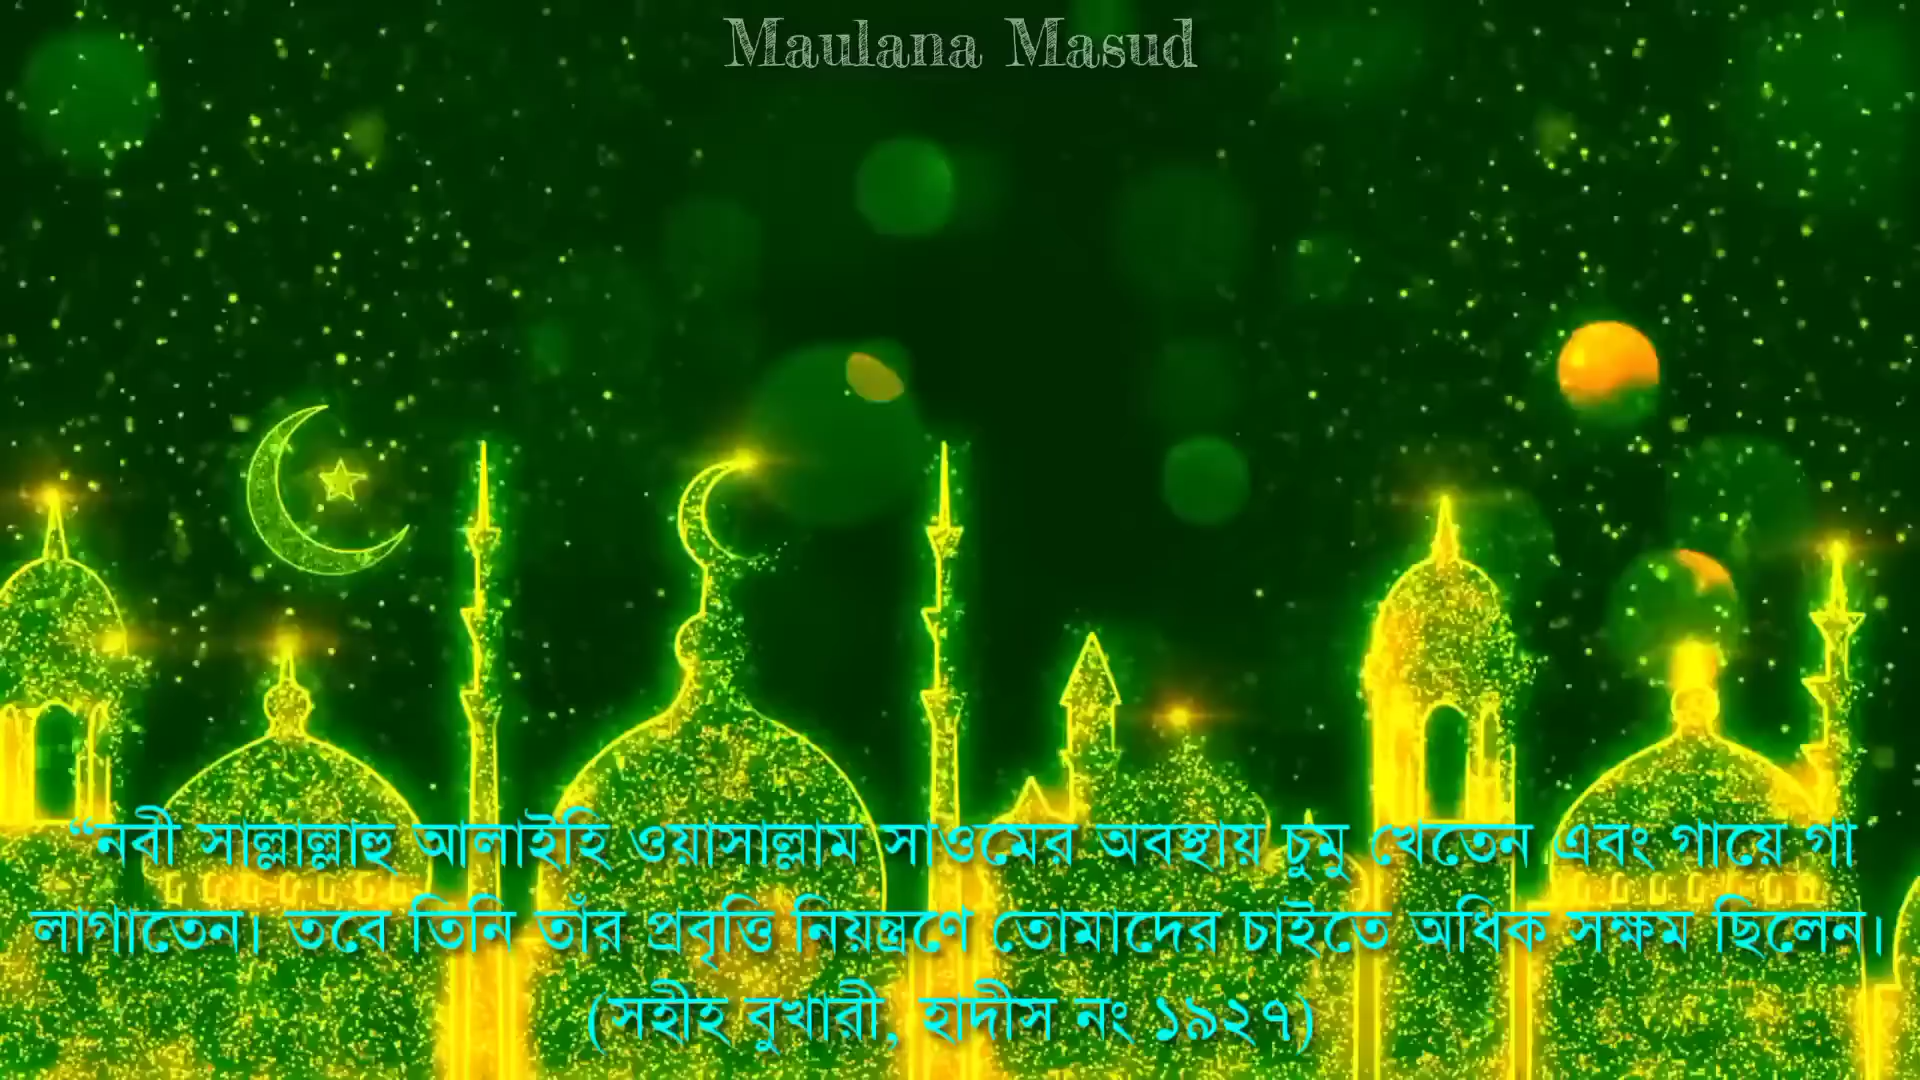 Maulana Masud
“নবী সাল্লাল্লাহু আলাইহি ওয়াসাল্লাম সাওমের অবস্থায় চুমু খেতেন এবং গায়ে গা
লাগাতেন। তবে তিনি তাঁর প্রবৃত্তি নিয়ন্ত্রণে তোমাদের চাইতে অধিক সক্ষম ছিলেন।
(সহীহ বুখারী, হাদীস নং ১৯২৭)